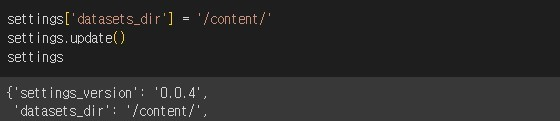 settings['datasets_dir'] = '/content/'
settings.update()
settings
{'settings_version': '0.0.4',
'datasets_dir': '/content/',